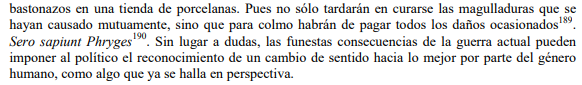 bastonazos en una tienda de porcelanas. Pues no sólo tardarán en curarse las magulladuras que se
hayan causado mutuamente, sino que para colmo habrán de pagar todos los daños ocasionados189.
Sero sapiunt Phryges190. Sin lugar a dudas, las funestas consecuencias de la guerra actual pueden
imponer al político el reconocimiento de un cambio de sentido hacia lo mejor por parte del género
humano, como algo que ya se halla en perspectiva.